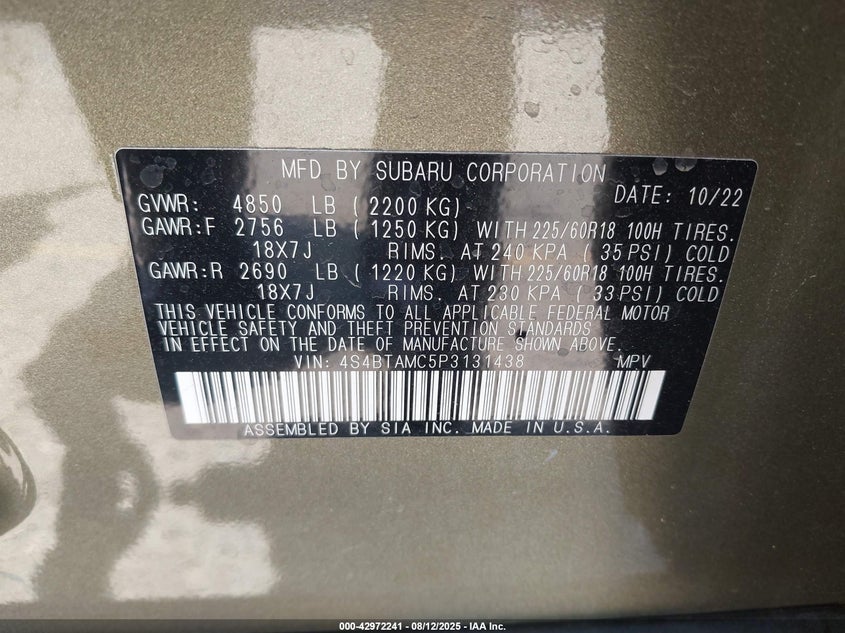 MFD BY SUBARU CORPORATION
DATE: 10/22
GVWR: 4850 LB ( 2200 KG)
GAWR:F 2756 LB ( 1250 KG) WITH 225/60R18 100H TIRES.
18X7J RIMS. AT 240 KPA ( 35 PSI) COLD
GAWR:R 2690 LB ( 1220 KG) WITH 225/60R18 100H TIRES.
18X7J RIMS. AT 230 KPA ( 33 PSI) COLD
THIS VEHICLE CONFORMS TO ALL APPLICABLE FEDERAL MOTOR
VEHICLE SAFETY AND THEFT PREVENTION STANDARDS
IN EFFECT ON THE DATE OF MANUFACTURE SHOWN ABOVE.
VIN: 4S4BTAMC5P3131438 MPV
ASSEMBLED BY SIA INC. MADE IN U.S.A.
000-42972241 - 08/12/2025 - IAA Inc.